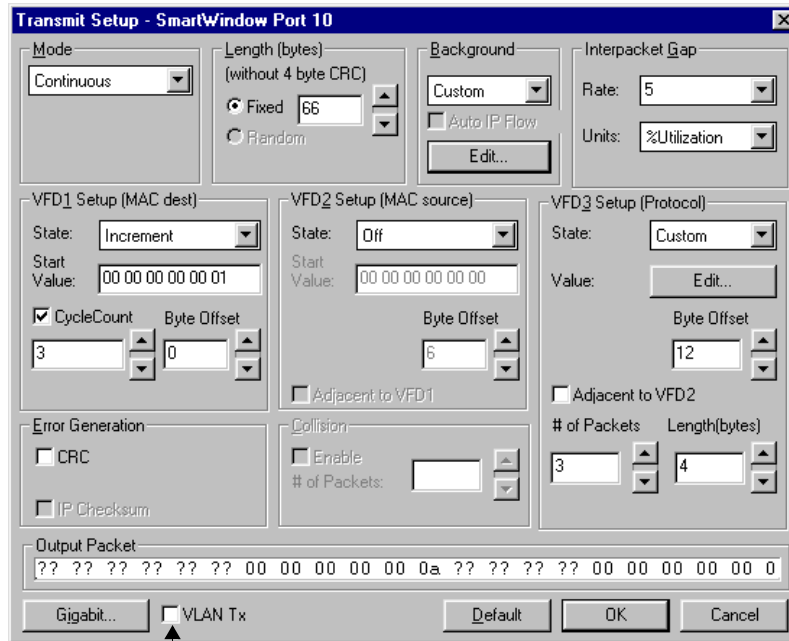 Transmit Setup - SmartWindow Port 10
Mode
Continuous
Length (bytes)
(without 4 byte CRC)
Fixed 66
Random
Background
Custom
Auto IP Flow
Edit...
Interpacket Gap
Rate: 5
Units: %Utilization
VFD1 Setup (MAC dest)
State: Increment
Start
Value: 00 00 00 00 00 01
CycleCount Byte Offset
3 0
VFD2 Setup (MAC source)
State: Off
Start
Value: 00 00 00 00 00 00
Byte Offset
6
Adjacent to VFD1
VFD3 Setup (Protocol)
State: Custom
Value: Edit...
Byte Offset
12
Adjacent to VFD2
# of Packets Length(bytes)
3 4
Error Generation
CRC
IP Checksum
Collision
Enable
# of Packets:
Output Packet
?? ?? ?? ?? ?? ?? 00 00 00 00 00 0a ?? ?? ?? ?? 00 00 00 00 00 0
Gigabit... VLAN Tx Default OK Cancel